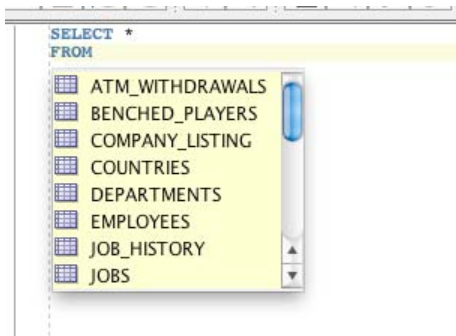 SELECT *
FROM
ATM_WITHDRAWALS
BENCHED_PLAYERS
COMPANY_LISTING
COUNTRIES
DEPARTMENTS
EMPLOYEES
JOB_HISTORY
JOBS